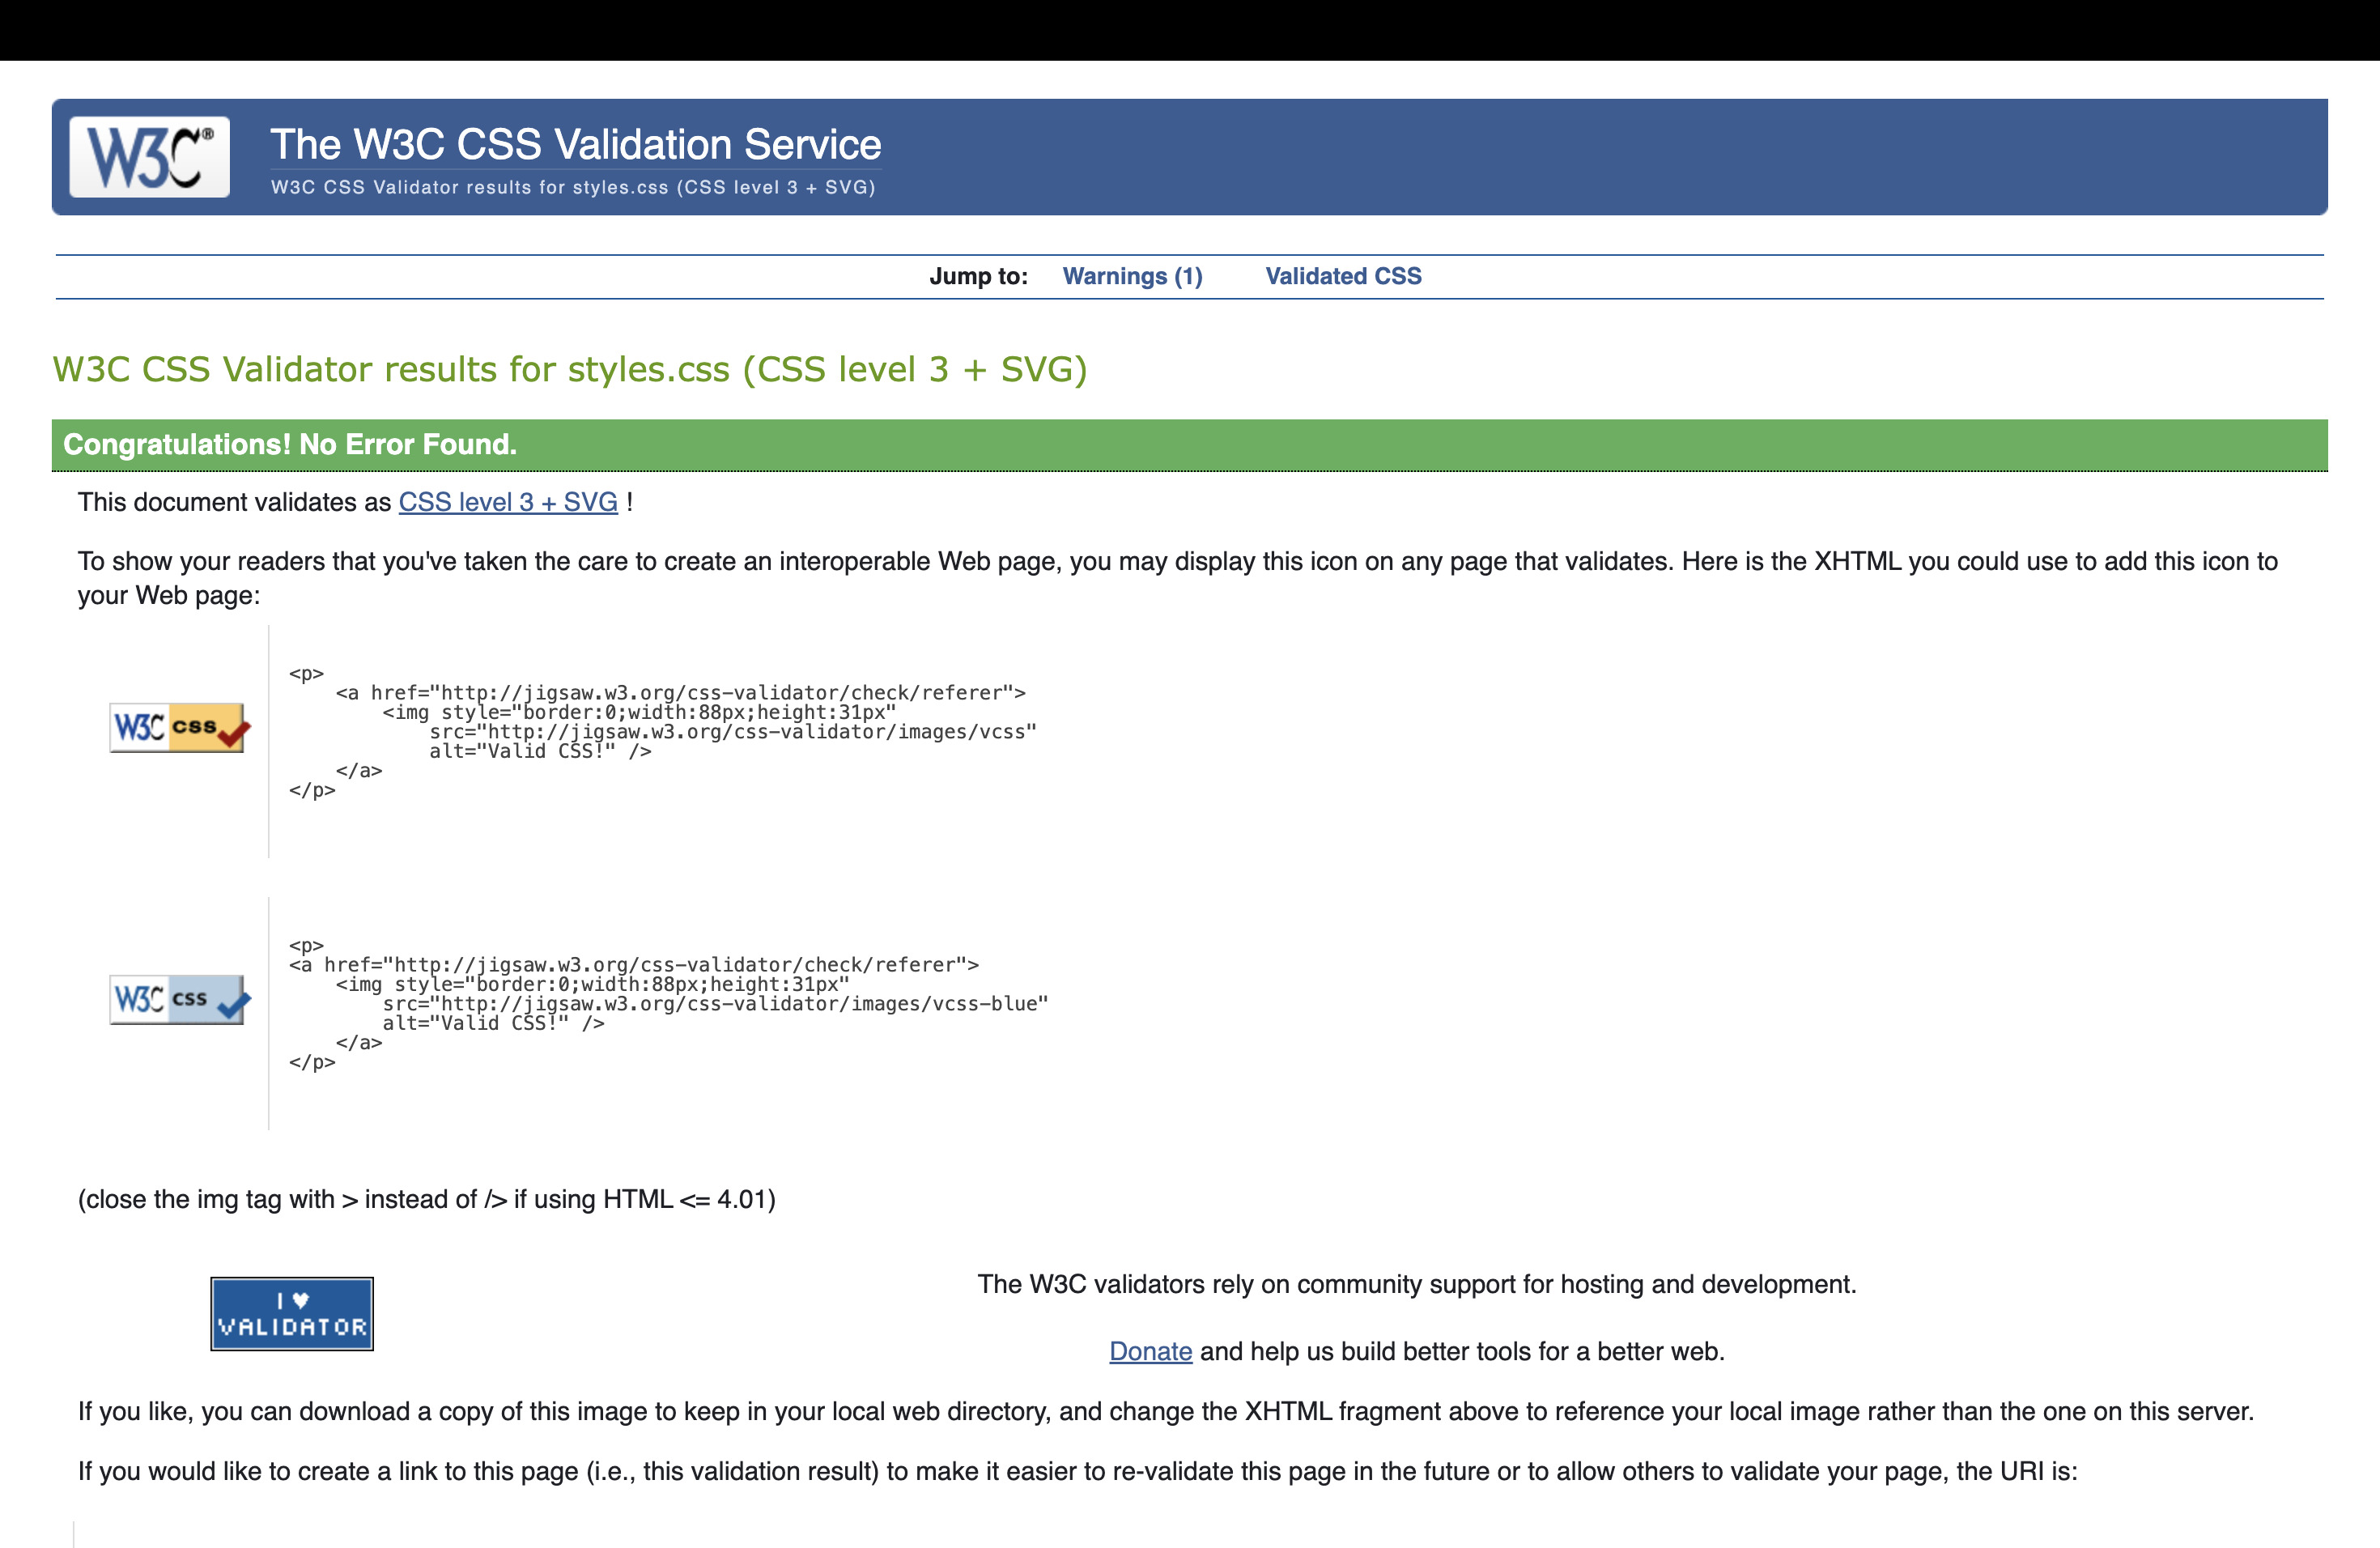 W3C®
The W3C CSS Validation Service
W3C CSS Validator results for styles.css (CSS level 3 + SVG)
Jump to: Warnings (1) Validated CSS
W3C CSS Validator results for styles.css (CSS level 3 + SVG)
Congratulations! No Error Found.
This document validates as CSS level 3 + SVG !
To show your readers that you've taken the care to create an interoperable Web page, you may display this icon on any page that validates. Here is the XHTML you could use to add this icon to
your Web page:
W3C css
<p>
    <a href="http://jigsaw.w3.org/css-validator/check/referer">
        <img style="border:0;width:88px;height:31px"
            src="http://jigsaw.w3.org/css-validator/images/vcss"
            alt="Valid CSS!" />
    </a>
</p>
W3C css
<p>
<a href="http://jigsaw.w3.org/css-validator/check/referer">
    <img style="border:0;width:88px;height:31px"
        src="http://jigsaw.w3.org/css-validator/images/vcss-blue"
        alt="Valid CSS!" />
    </a>
</p>
(close the img tag with > instead of /> if using HTML <= 4.01)
I ♥
VALIDATOR
The W3C validators rely on community support for hosting and development.
Donate and help us build better tools for a better web.
If you like, you can download a copy of this image to keep in your local web directory, and change the XHTML fragment above to reference your local image rather than the one on this server.
If you would like to create a link to this page (i.e., this validation result) to make it easier to re-validate this page in the future or to allow others to validate your page, the URI is: